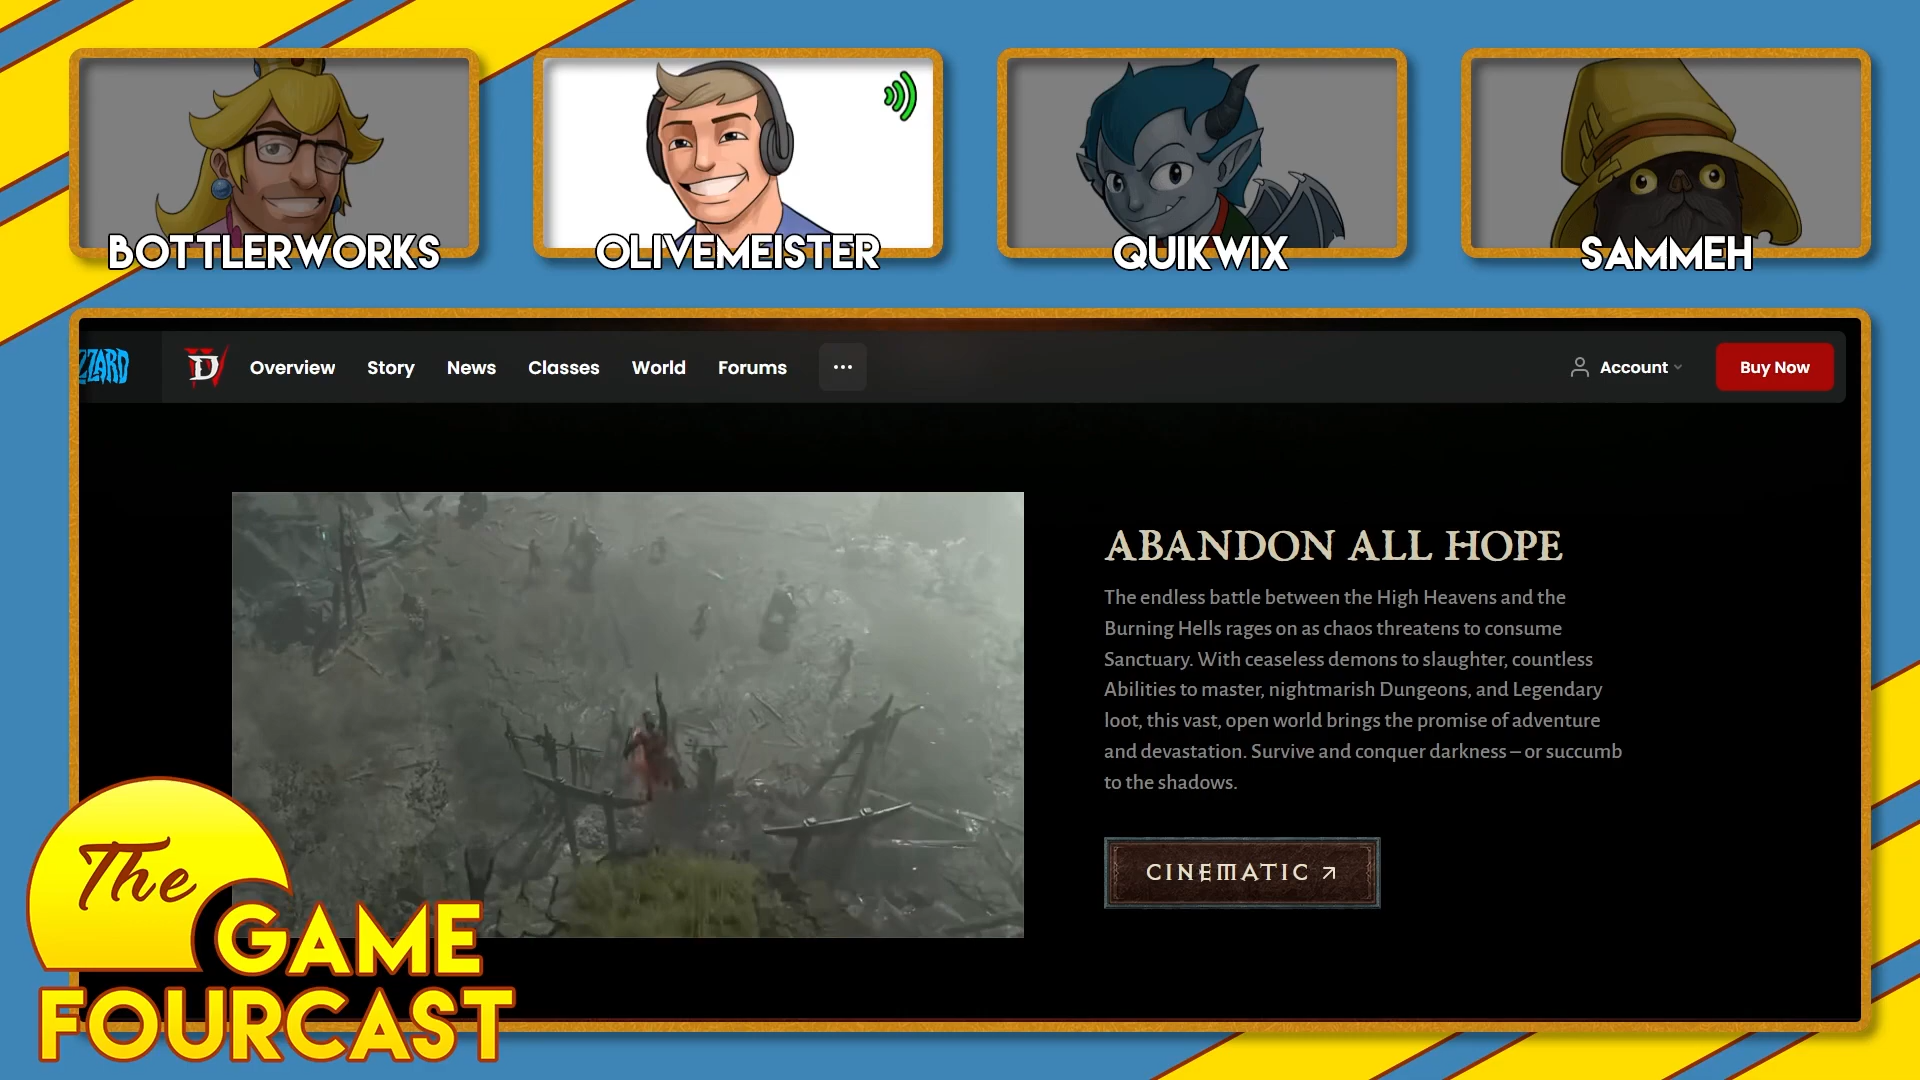 BOTTLERWORKS
OLIVEMEISTER
QUIKWIX
SAMMEH
ZZARD
D
Overview
Story
News
Classes
World
Forums
...
Account
Buy Now
ABANDON ALL HOPE
The endless battle between the High Heavens and the
Burning Hells rages on as chaos threatens to consume
Sanctuary. With ceaseless demons to slaughter, countless
Abilities to master, nightmarish Dungeons, and Legendary
loot, this vast, open world brings the promise of adventure
and devastation. Survive and conquer darkness – or succumb
to the shadows.
CINEMATIC
The
GAME
FOURCAST